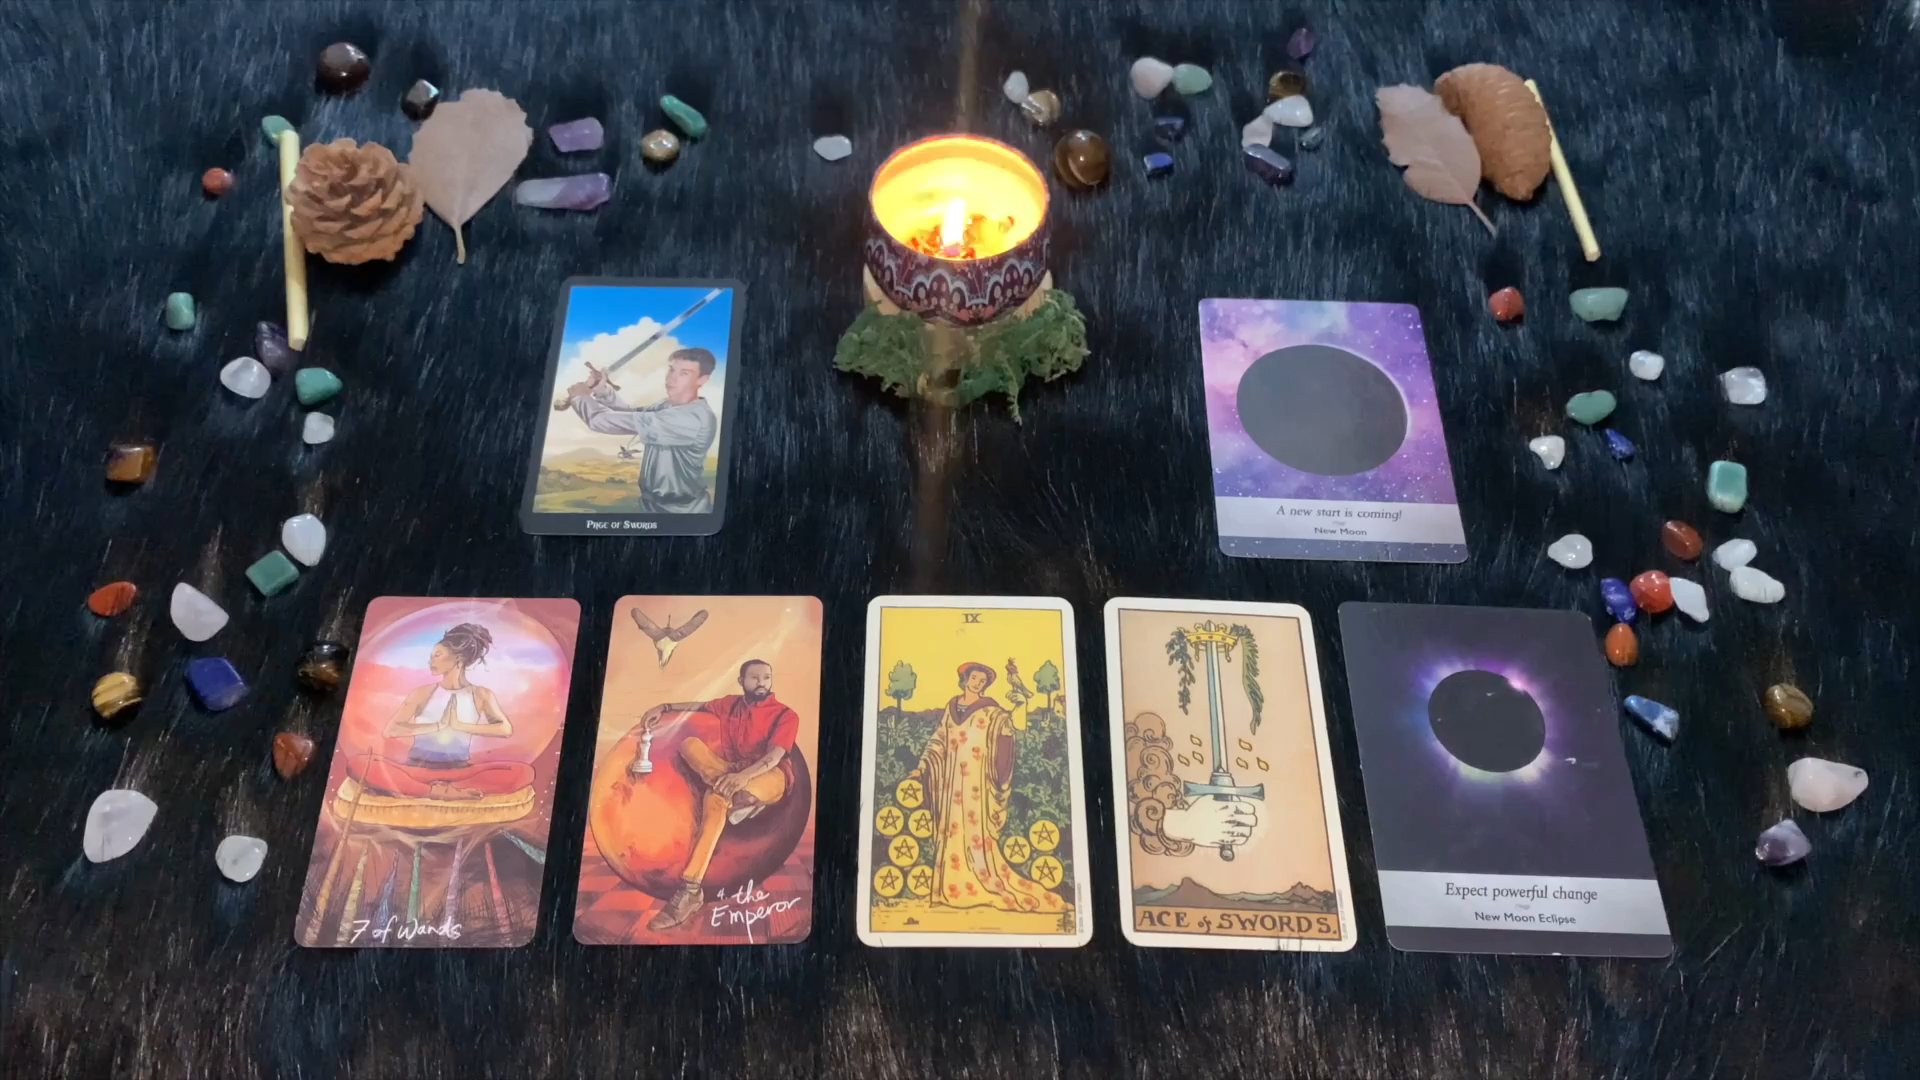 Page of Swords
A new start is coming!
New Moon
7 of Wands
4. the
Emperor
IX
ACE of SWORDS.
Expect powerful change
New Moon Eclipse